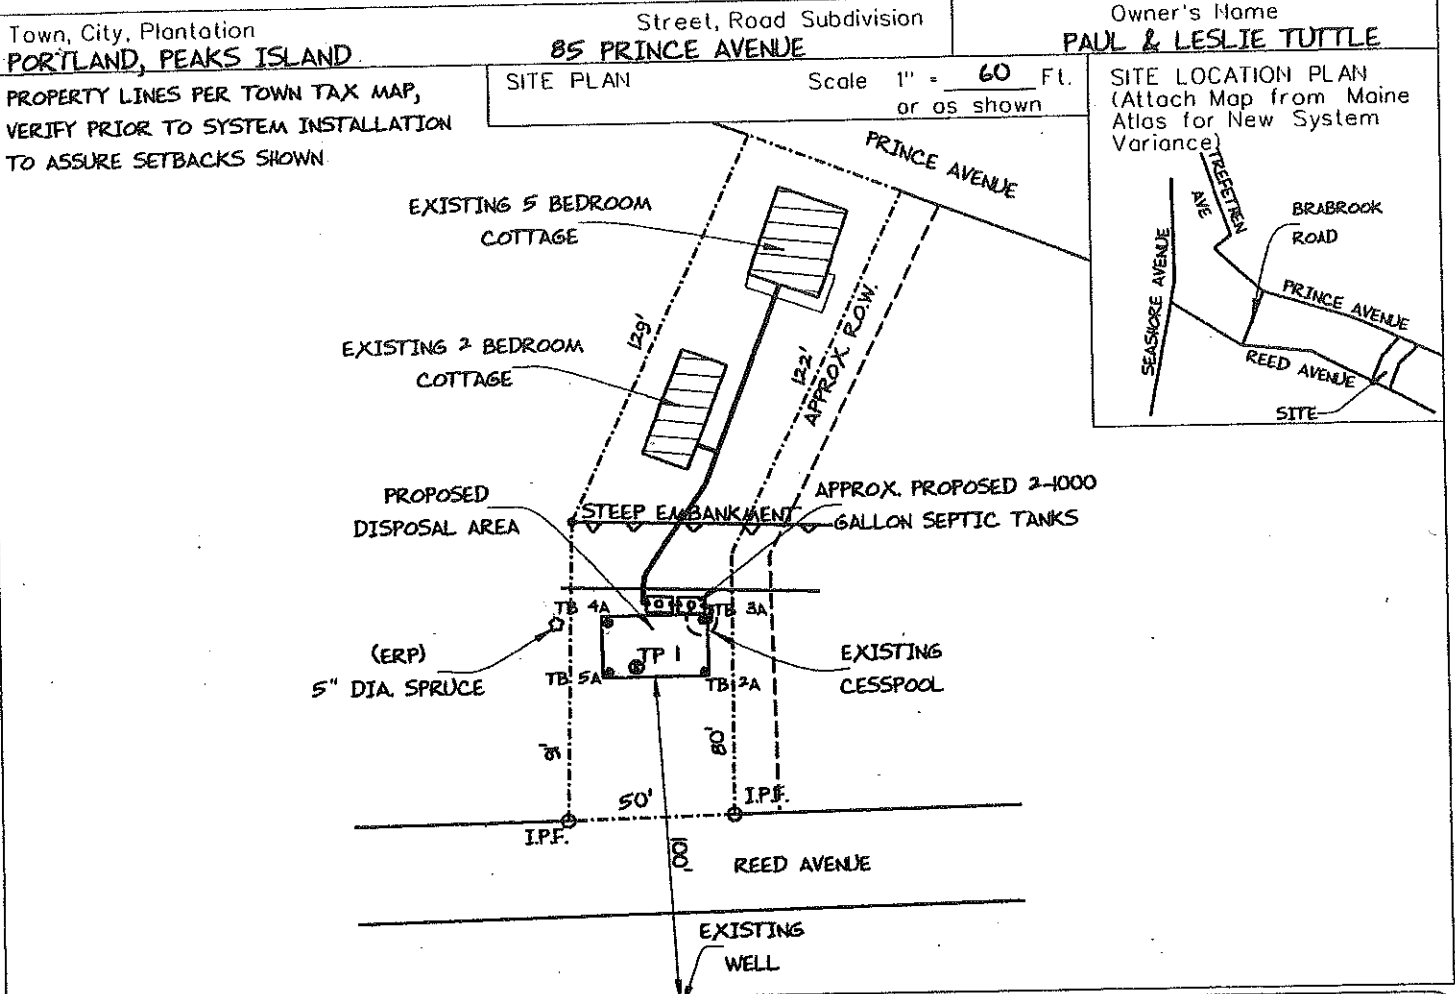 Town, City, Plantation
PORTLAND, PEAKS ISLAND
Street, Road Subdivision
85 PRINCE AVENUE
Owner's Name
PAUL & LESLIE TUTTLE
PROPERTY LINES PER TOWN TAX MAP,
VERIFY PRIOR TO SYSTEM INSTALLATION
TO ASSURE SETBACKS SHOWN
SITE PLAN
Scale 1" = 60 Ft.
or as shown
SITE LOCATION PLAN
(Attach Map from Maine
Atlas for New System
Variance)
TREFETREN
AVE
BRABROOK
ROAD
SEASHORE AVENUE
PRINCE AVENUE
REED AVENUE
SITE
PRINCE AVENUE
EXISTING 5 BEDROOM
COTTAGE
129'
EXISTING 2 BEDROOM
COTTAGE
122'
APPROX. R.O.W.
PROPOSED
DISPOSAL AREA
STEEP EMBANKMENT
APPROX. PROPOSED 2-1000
GALLON SEPTIC TANKS
TB 4A
TB 3A
(ERP)
5" DIA. SPRUCE
TP 1
TB 5A
TB 2A
EXISTING
CESSPOOL
80'
50'
I.P.F.
I.P.F.
100'
REED AVENUE
EXISTING
WELL